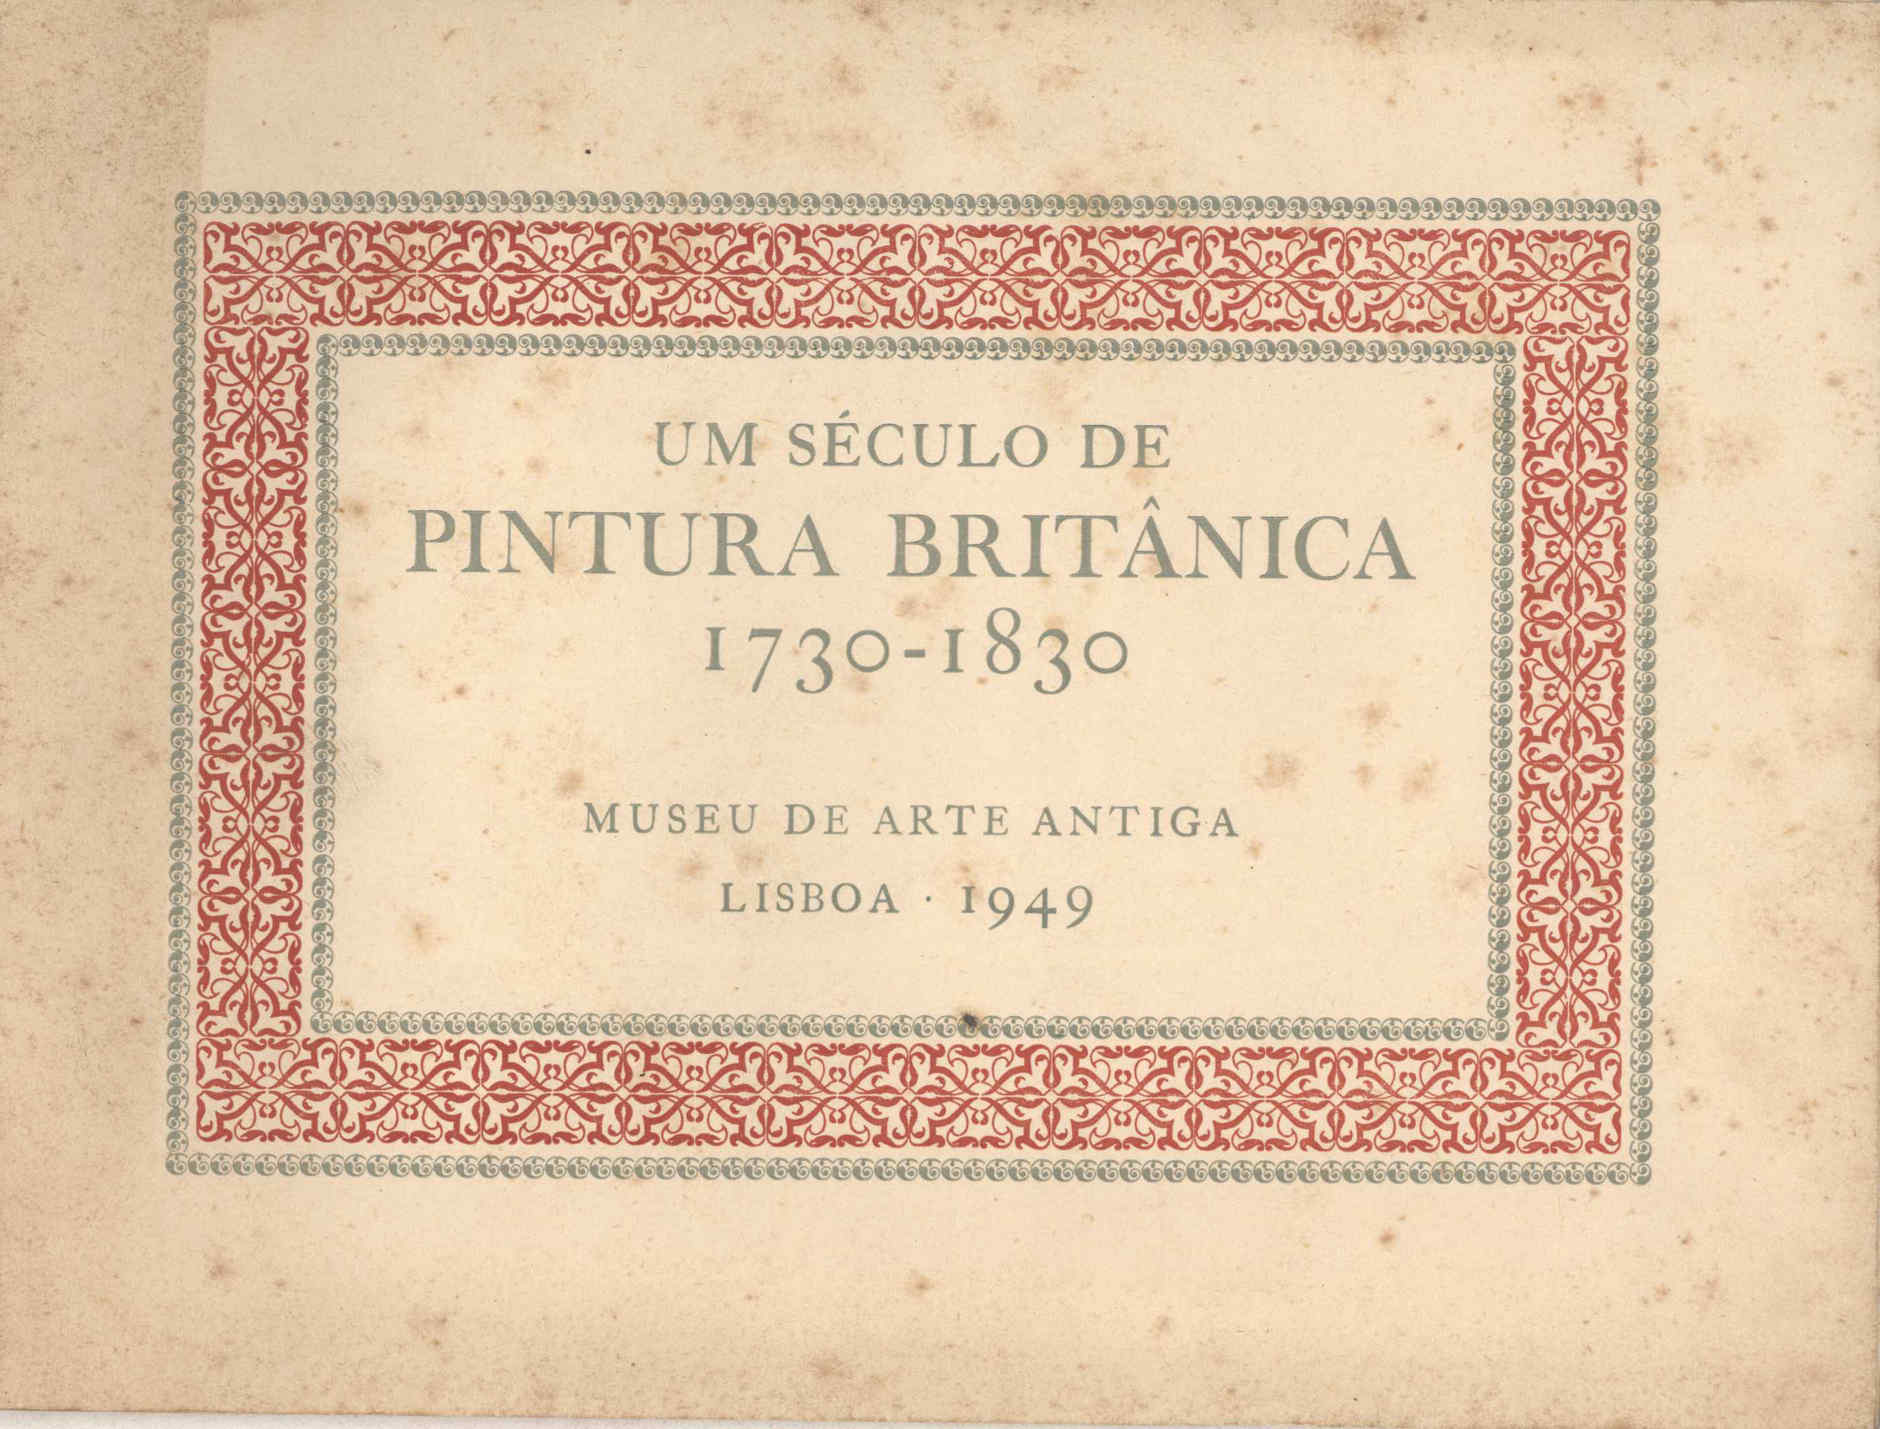 UM SÉCULO DE
PINTURA BRITÂNICA
1730-1830
MUSEU DE ARTE ANTIGA
LISBOA · 1949